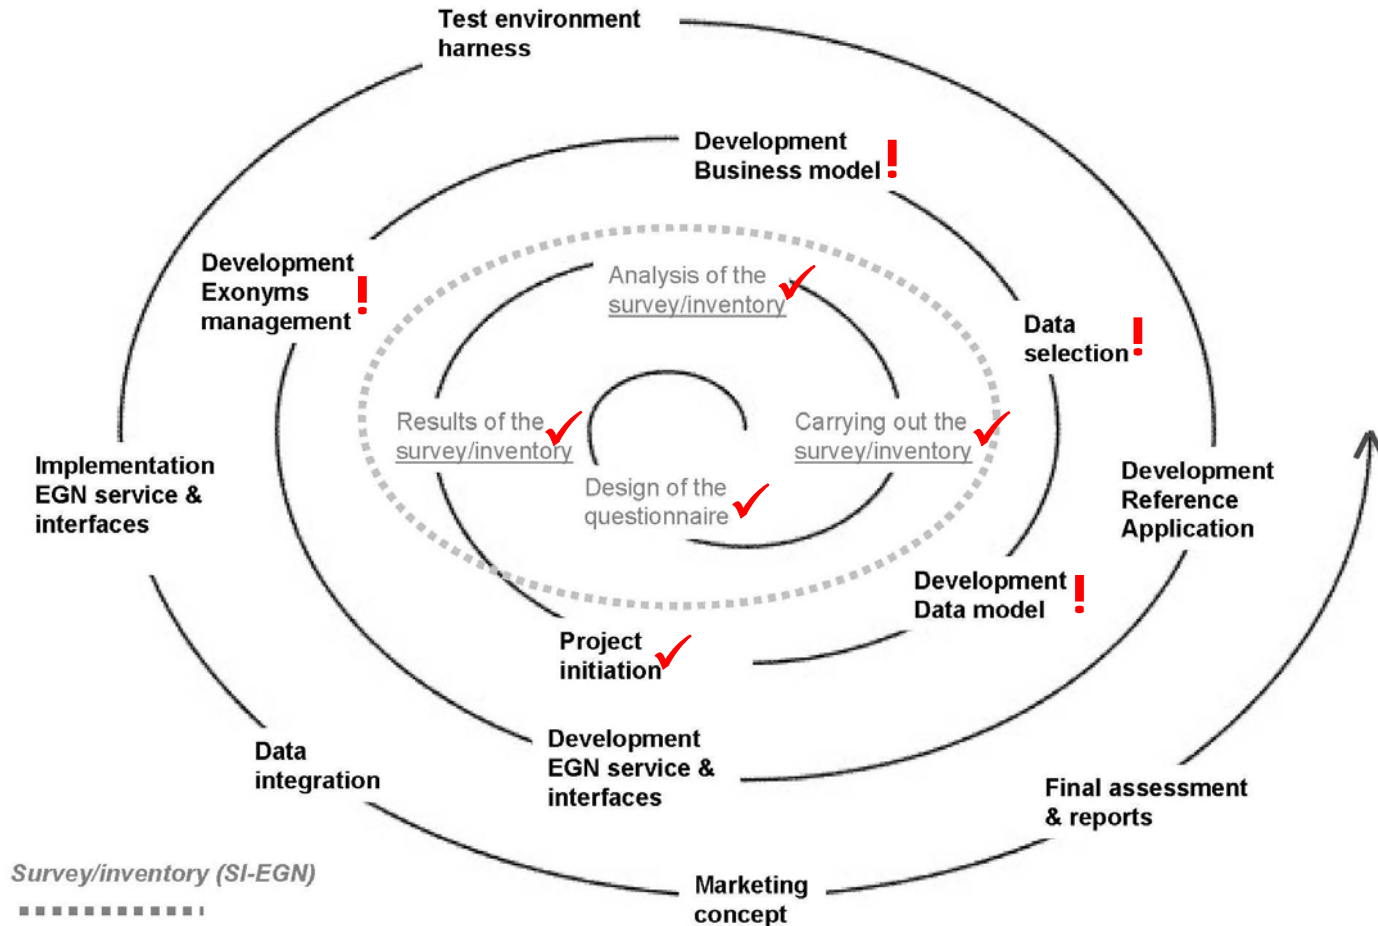 Test environment
harness
Development
Business model
Development
Exonyms
management
Analysis of the
survey/inventory
Data
selection
Results of the
survey/inventory
Carrying out the
survey/inventory
Implementation
EGN service &
interfaces
Design of the
questionnaire
Development
Reference
Application
Development
Data model
Project
initiation
Development
EGN service &
interfaces
Data
integration
Final assessment
& reports
Survey/inventory (SI-EGN)
Marketing
concept